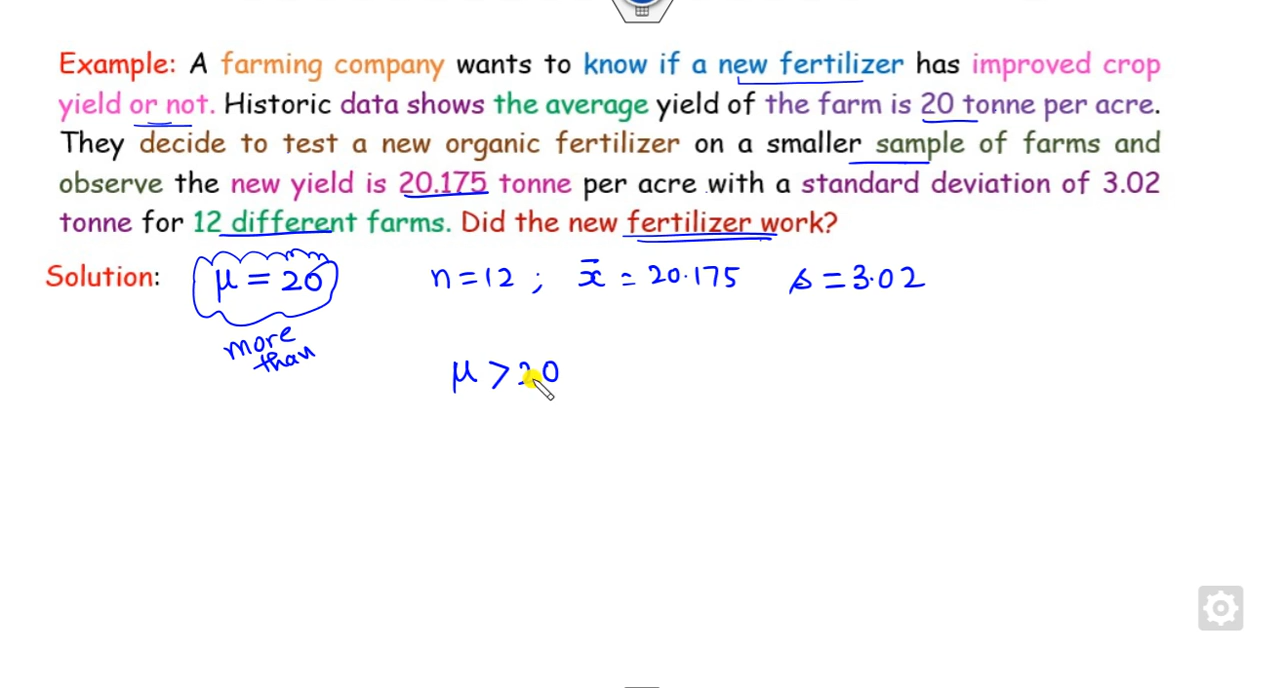 Example: A farming company wants to know if a new fertilizer has improved crop
yield or not. Historic data shows the average yield of the farm is 20 tonne per acre.
They decide to test a new organic fertilizer on a smaller sample of farms and
observe the new yield is 20.175 tonne per acre with a standard deviation of 3.02
tonne for 12 different farms. Did the new fertilizer work?
Solution: μ = 20 n = 12 ; x̄ = 20.175 s = 3.02
more
than
μ > 20